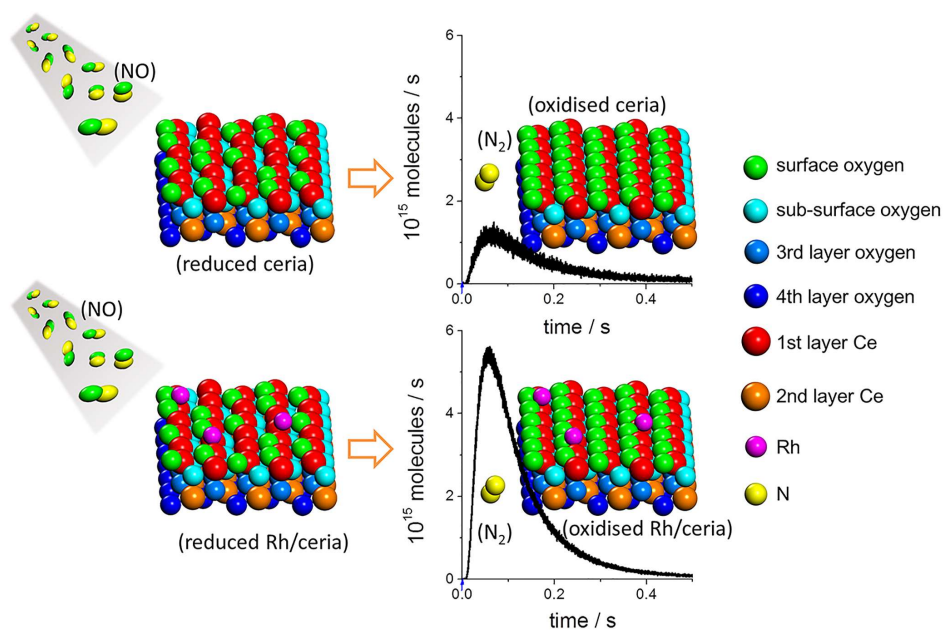 (NO)
(reduced ceria)
6
4
2
0
10¹⁵ molecules / s
(oxidised ceria)
(N₂)
0.0
0.2
0.4
time / s
(NO)
(reduced Rh/ceria)
6
4
2
0
10¹⁵ molecules / s
(N₂)
(oxidised Rh/ceria)
0.0
0.2
0.4
time / s
surface oxygen
sub-surface oxygen
3rd layer oxygen
4th layer oxygen
1st layer Ce
2nd layer Ce
Rh
N